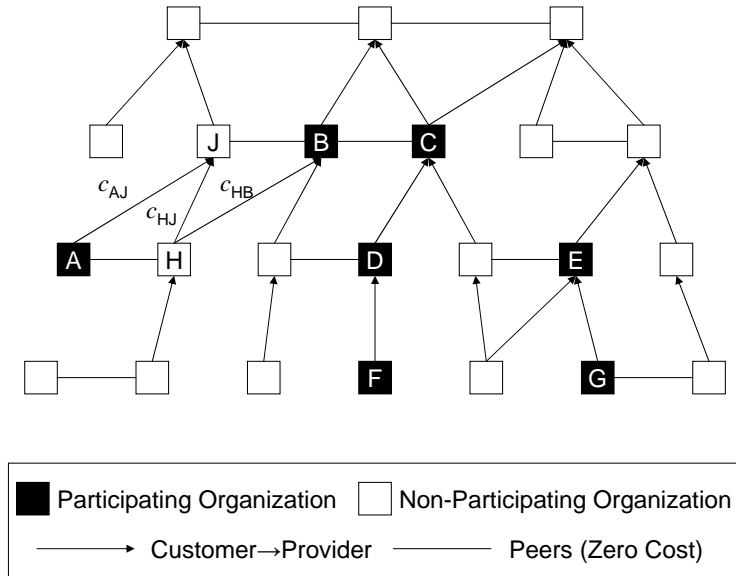 J
B
C
c_AJ
c_HJ
c_HB
A
H
D
E
F
G
Participating Organization
Non-Participating Organization
Customer→Provider
Peers (Zero Cost)